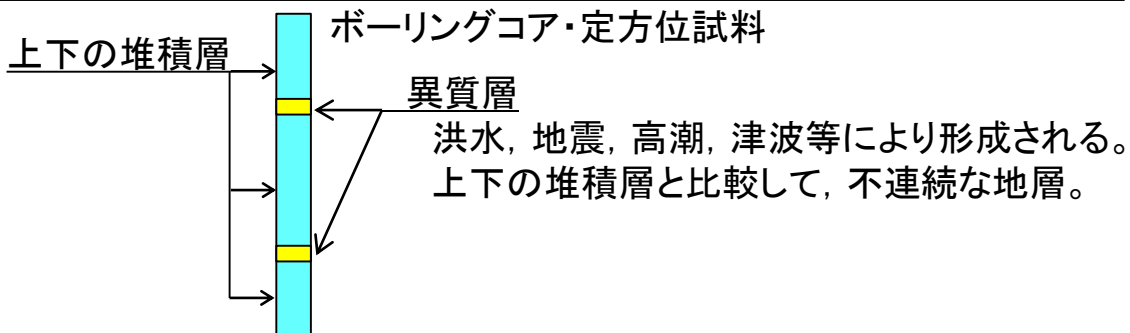 ボーリングコア・定方位試料
上下の堆積層
異質層
洪水，地震，高潮，津波等により形成される。
上下の堆積層と比較して，不連続な地層。